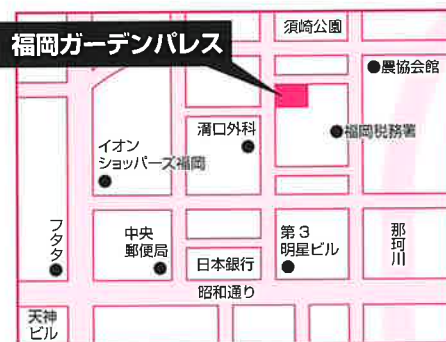 須崎公園
福岡ガーデンパレス
農協会館
福岡税務署
溝口外科
イオン
ショッパーズ福岡
フタタ
中央
郵便局
日本銀行
第3
明星ビル
那珂川
昭和通り
天神
ビル